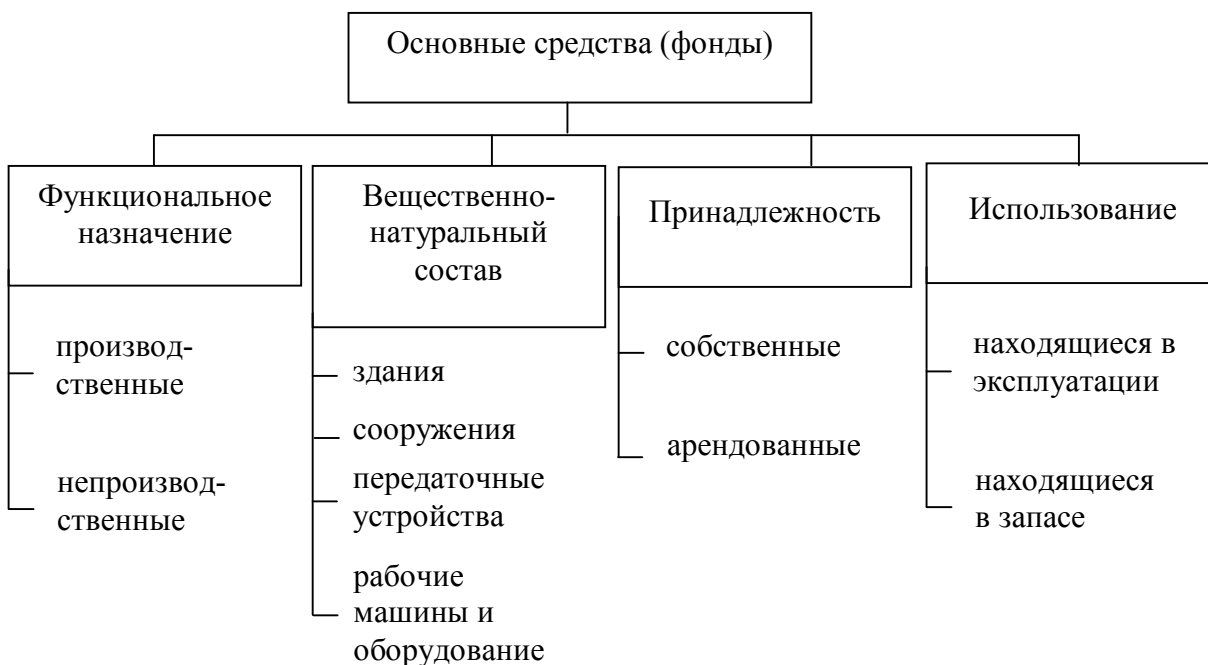 Основные средства (фонды)
Функциональное
назначение
Вещественно-
натуральный
состав
Принадлежность
Использование
производ-
ственные
непроизвод-
ственные
здания
сооружения
передаточные
устройства
рабочие
машины и
оборудование
собственные
арендованные
находящиеся в
эксплуатации
находящиеся
в запасе